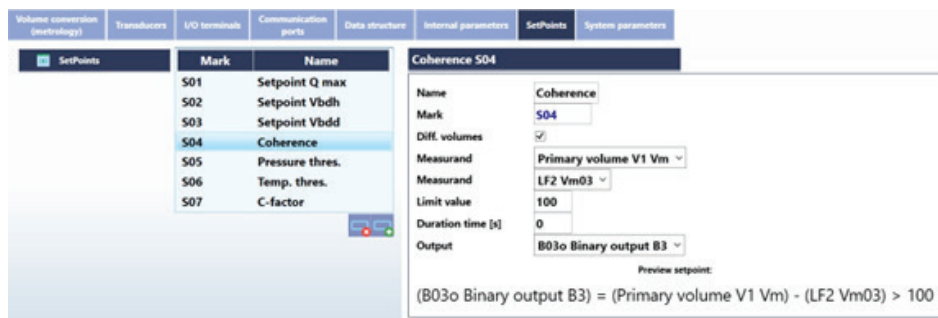 Volume conversion (metrology)
Transducers
I/O terminals
Communication ports
Data structure
Internal parameters
SetPoints
System parameters
SetPoints
Mark Name
S01 Setpoint Q max
S02 Setpoint Vbdh
S03 Setpoint Vbdd
S04 Coherence
S05 Pressure thres.
S06 Temp. thres.
S07 C-factor
Coherence S04
Name Coherence
Mark S04
Diff. volumes
Measurand Primary volume V1 Vm
Measurand LF2 Vm03
Limit value 100
Duration time [s] 0
Output B03o Binary output B3
Preview setpoint:
(B03o Binary output B3) = (Primary volume V1 Vm) - (LF2 Vm03) > 100